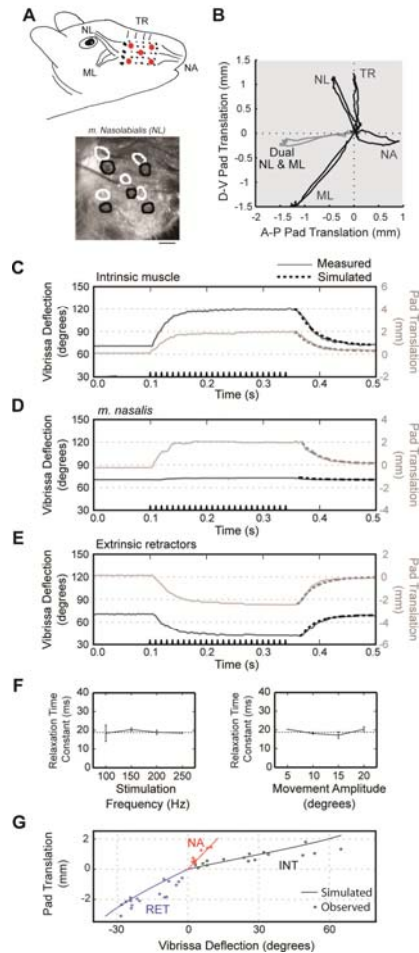 A
TR
NL
ML
NA
m. Nasolabialis (NL)
B
D-V Pad Translation (mm)
1.5
1
0.5
0
-0.5
-1
-1.5
NL
TR
NA
Dual
NL & ML
ML
-2 -1 0 1
A-P Pad Translation (mm)
C
Intrinsic muscle
Measured
Simulated
Vibrissa Deflection
(degrees)
150
120
90
60
30
6
4
2
0
-2
Pad Translation
(mm)
0.0 0.1 0.2 0.3 0.4 0.5
Time (s)
D
m. nasalis
Vibrissa Deflection
(degrees)
150
120
90
60
30
4
2
0
-2
-4
Pad Translation
(mm)
0.0 0.1 0.2 0.3 0.4 0.5
Time (s)
E
Extrinsic retractors
Vibrissa Deflection
(degrees)
150
120
90
60
30
2
0
-2
-4
-6
Pad Translation
(mm)
0.0 0.1 0.2 0.3 0.4 0.5
Time (s)
F
Relaxation Time
Constant (ms)
40
30
20
10
0
100 150 200 250
Stimulation
Frequency (Hz)
Relaxation Time
Constant (ms)
40
30
20
10
0
5 10 15 20
Movement Amplitude
(degrees)
G
Pad Translation
(mm)
2
0
-2
NA
INT
RET
Simulated
Observed
-30 0 30 60
Vibrissa Deflection (degrees)